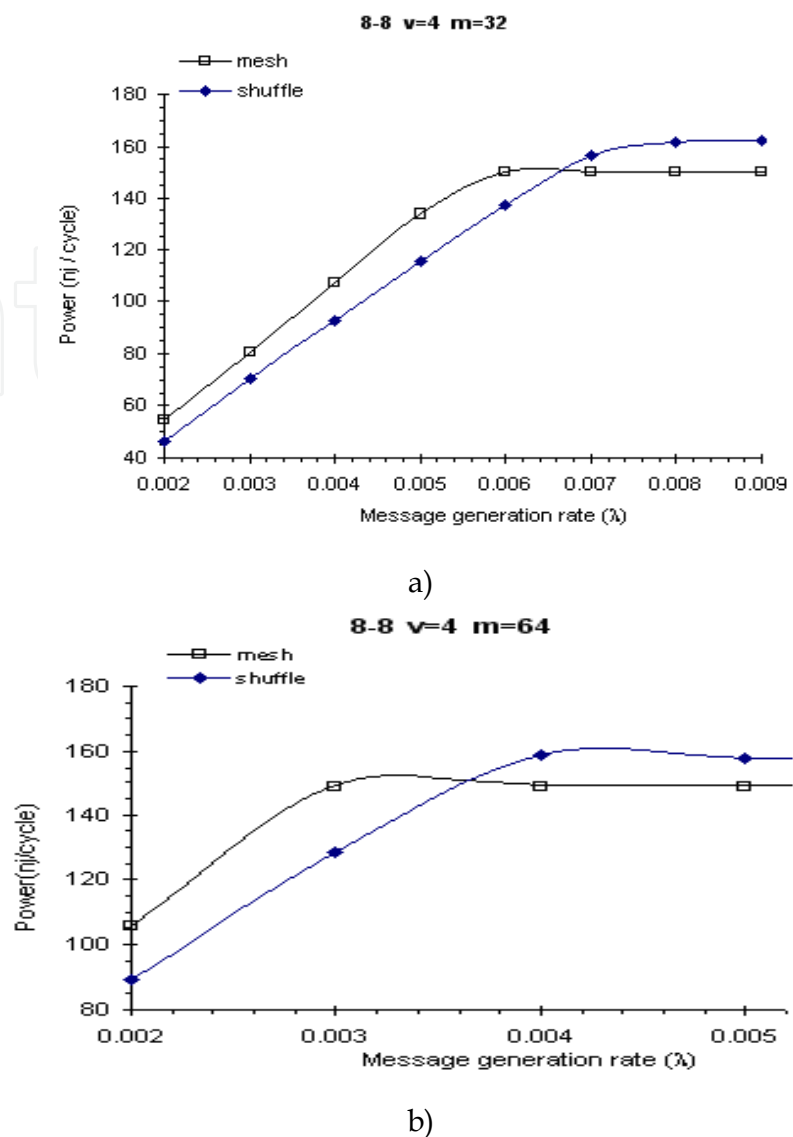 8-8 v=4 m=32
mesh
shuffle
180
160
140
120
100
80
60
40
Power (nj / cycle)
0.002 0.003 0.004 0.005 0.006 0.007 0.008 0.009
Message generation rate (λ)
a)
8-8 v=4 m=64
mesh
shuffle
180
160
140
120
100
80
Power(nj/cycle)
0.002 0.003 0.004 0.005
Message generation rate (λ)
b)